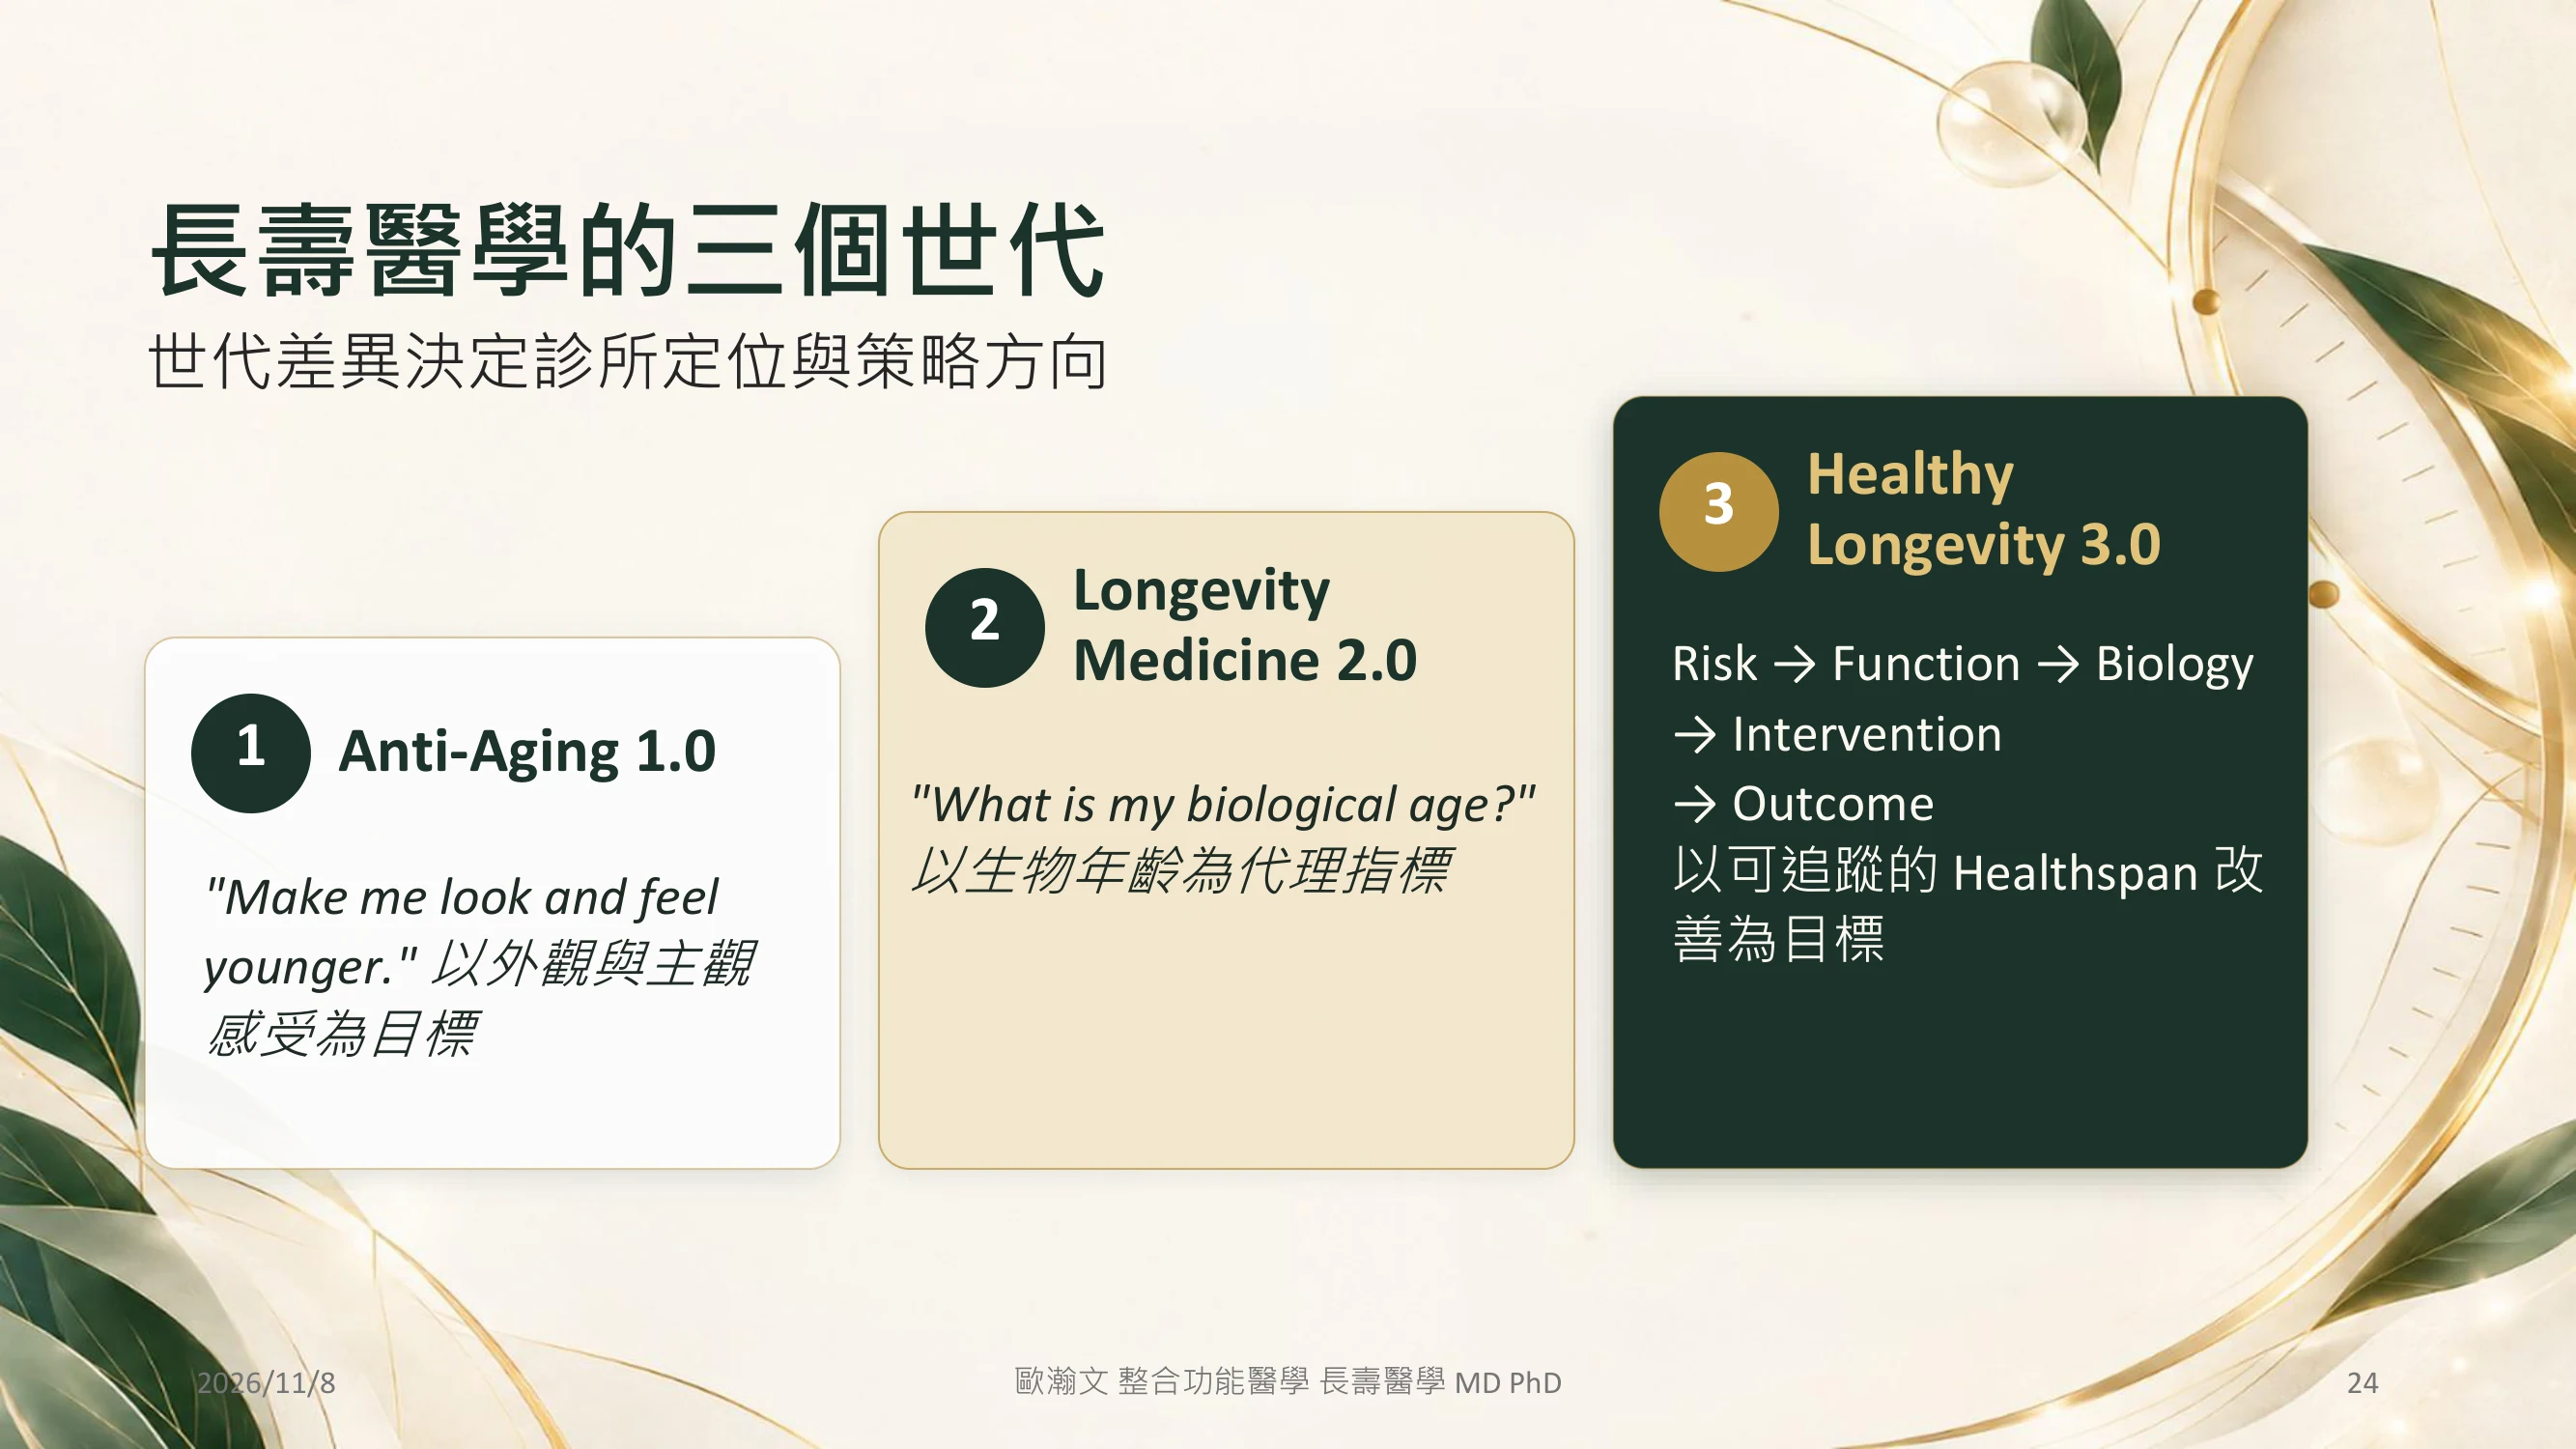 長壽醫學的三個世代
世代差異決定診所定位與策略方向
1
Anti-Aging 1.0
"Make me look and feel
younger." 以外觀與主觀
感受為目標
2
Longevity
Medicine 2.0
"What is my biological age?"
以生物年齡為代理指標
3
Healthy
Longevity 3.0
Risk → Function → Biology
→ Intervention
→ Outcome
以可追蹤的 Healthspan 改
善為目標
2026/11/8
歐瀚文 整合功能醫學 長壽醫學 MD PhD
24